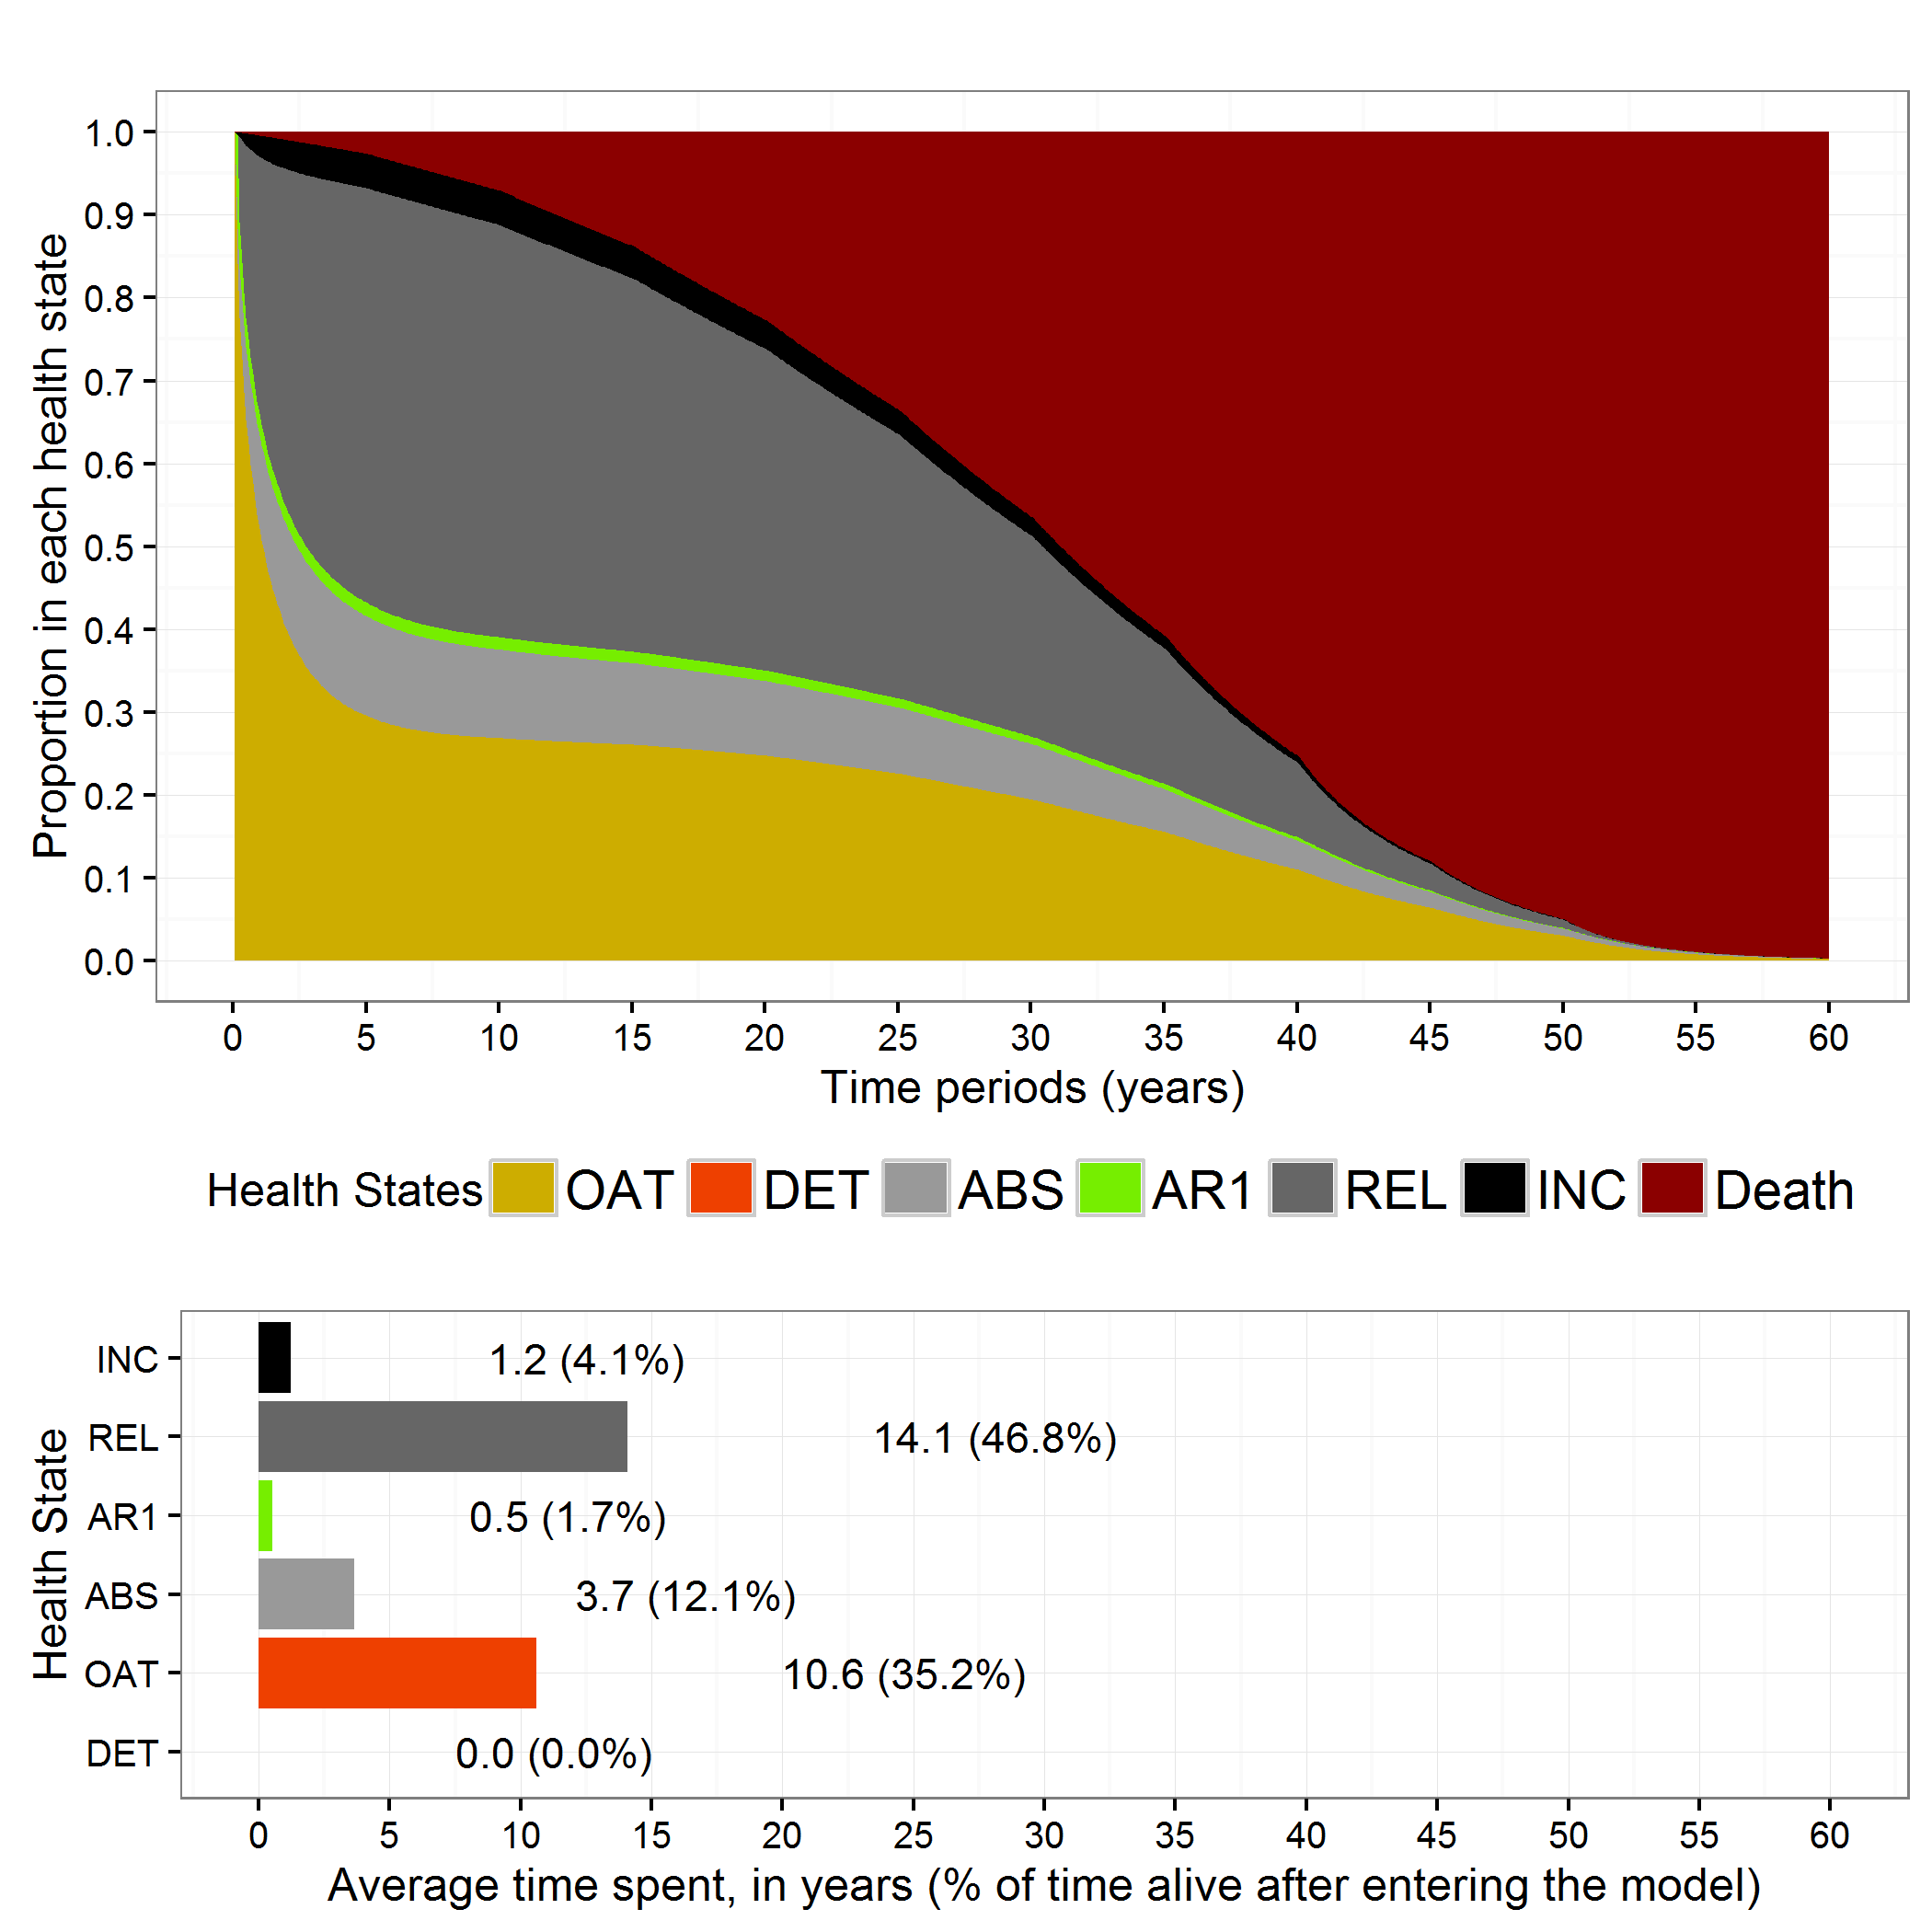 Proportion in each health state
1.0
0.9
0.8
0.7
0.6
0.5
0.4
0.3
0.2
0.1
0.0
0 5 10 15 20 25 30 35 40 45 50 55 60
Time periods (years)
Health States OAT DET ABS AR1 REL INC Death
Health State
INC 1.2 (4.1%)
REL 14.1 (46.8%)
AR1 0.5 (1.7%)
ABS 3.7 (12.1%)
OAT 10.6 (35.2%)
DET 0.0 (0.0%)
0 5 10 15 20 25 30 35 40 45 50 55 60
Average time spent, in years (% of time alive after entering the model)